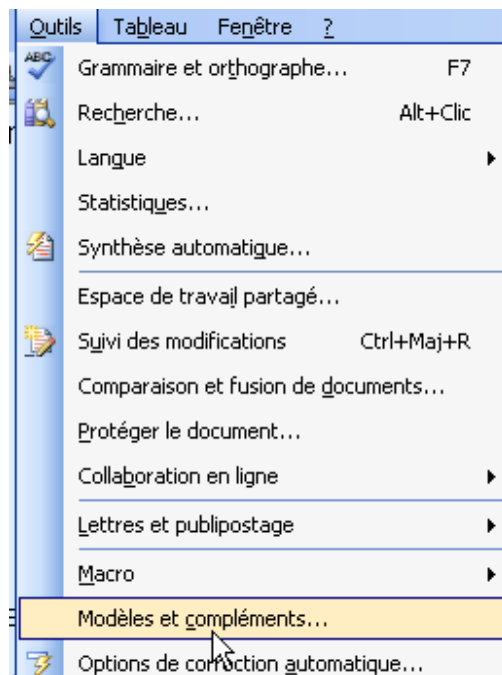 Outils Tableau Fenêtre ?
ABC Grammaire et orthographe... F7
Recherche... Alt+Clic
Langue
Statistiques...
Synthèse automatique...
Espace de travail partagé...
Suivi des modifications Ctrl+Maj+R
Comparaison et fusion de documents...
Protéger le document...
Collaboration en ligne
Lettres et publipostage
Macro
Modèles et compléments...
Options de correction automatique...